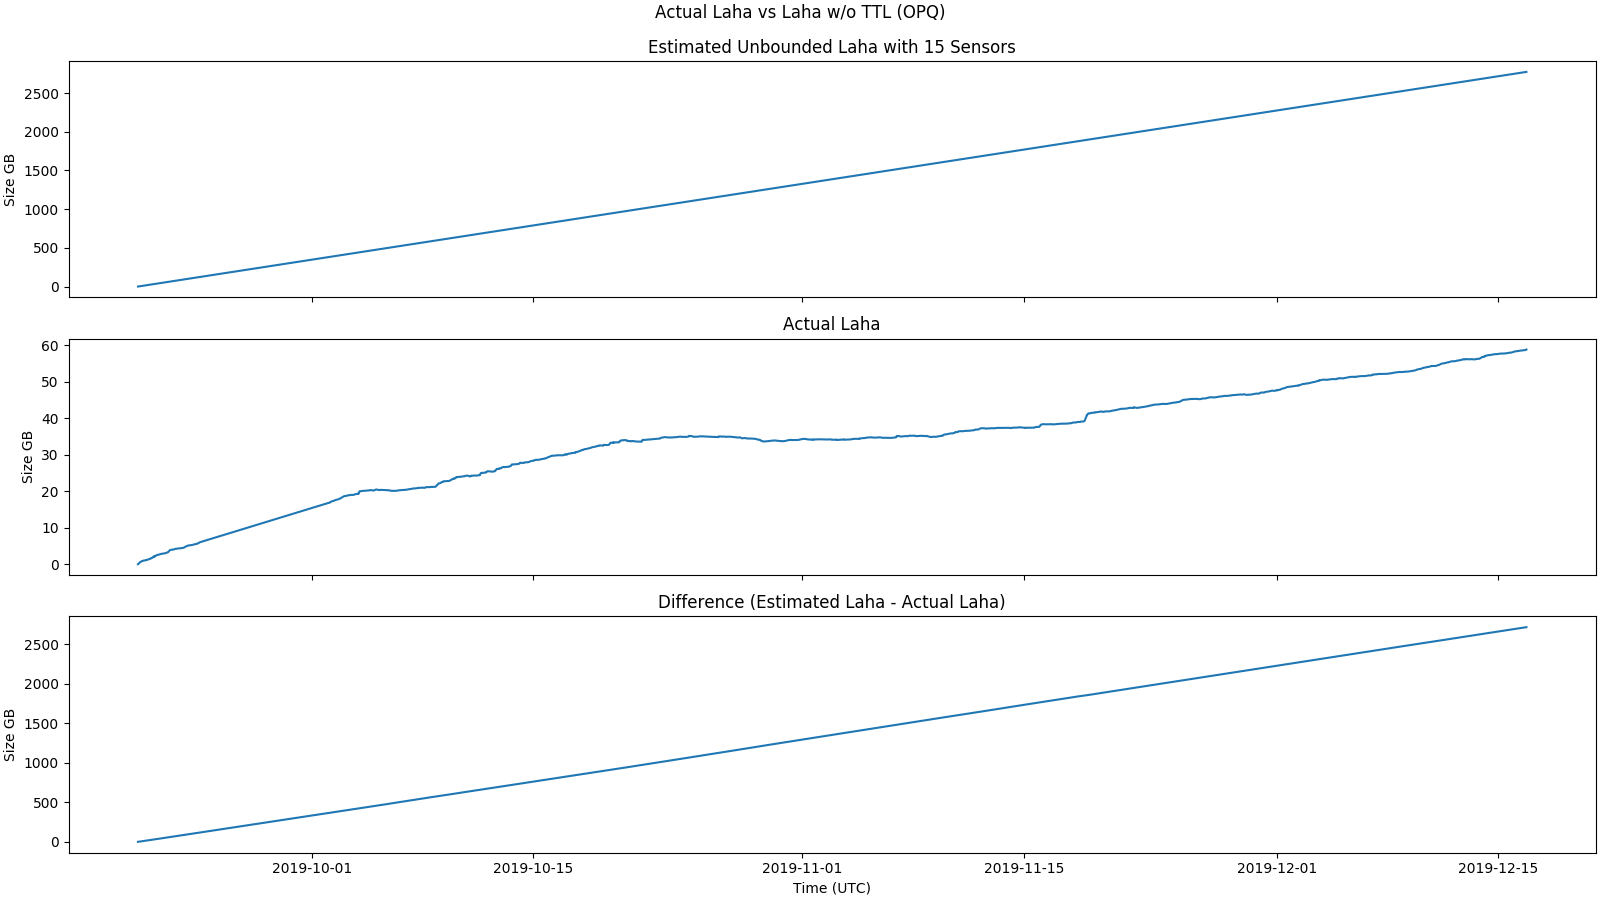 Actual Laha vs Laha w/o TTL (OPQ)
Estimated Unbounded Laha with 15 Sensors
Size GB
2500
2000
1500
1000
500
0
Actual Laha
Size GB
60
50
40
30
20
10
0
Difference (Estimated Laha - Actual Laha)
Size GB
2500
2000
1500
1000
500
0
2019-10-01 2019-10-15 2019-11-01 2019-11-15 2019-12-01 2019-12-15
Time (UTC)